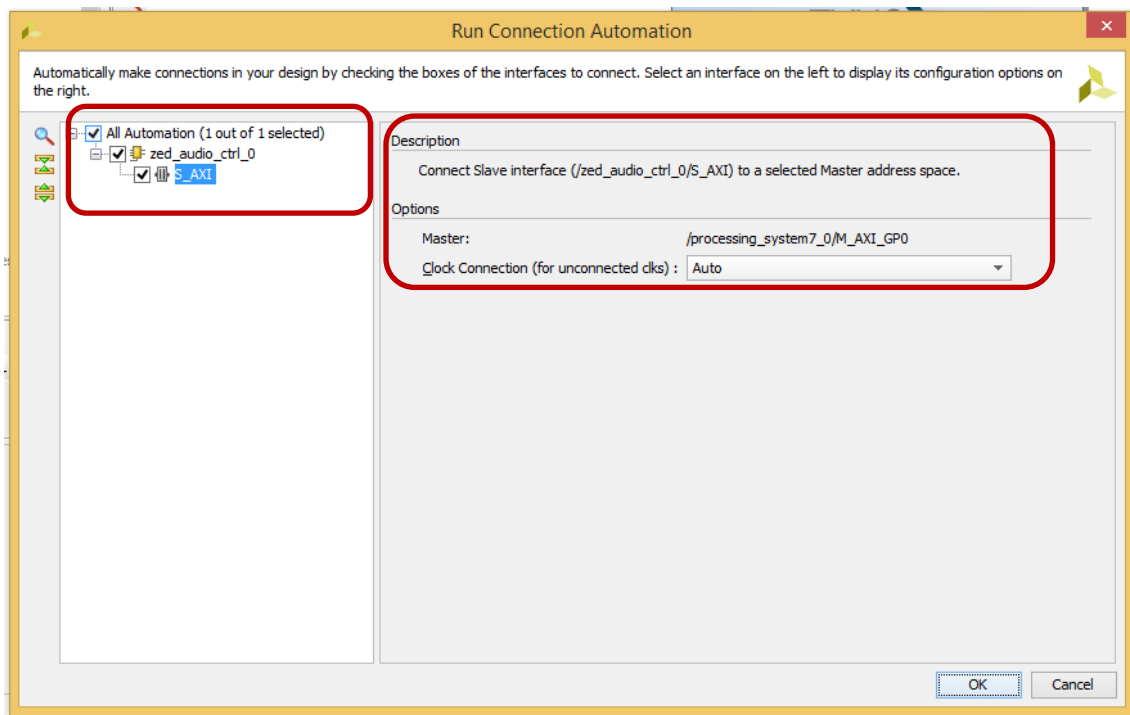 Run Connection Automation
Automatically make connections in your design by checking the boxes of the interfaces to connect. Select an interface on the left to display its configuration options on
the right.
All Automation (1 out of 1 selected)
zed_audio_ctrl_0
S_AXI
Description
Connect Slave interface (/zed_audio_ctrl_0/S_AXI) to a selected Master address space.
Options
Master: /processing_system7_0/M_AXI_GP0
Clock Connection (for unconnected clks) : Auto
OK Cancel